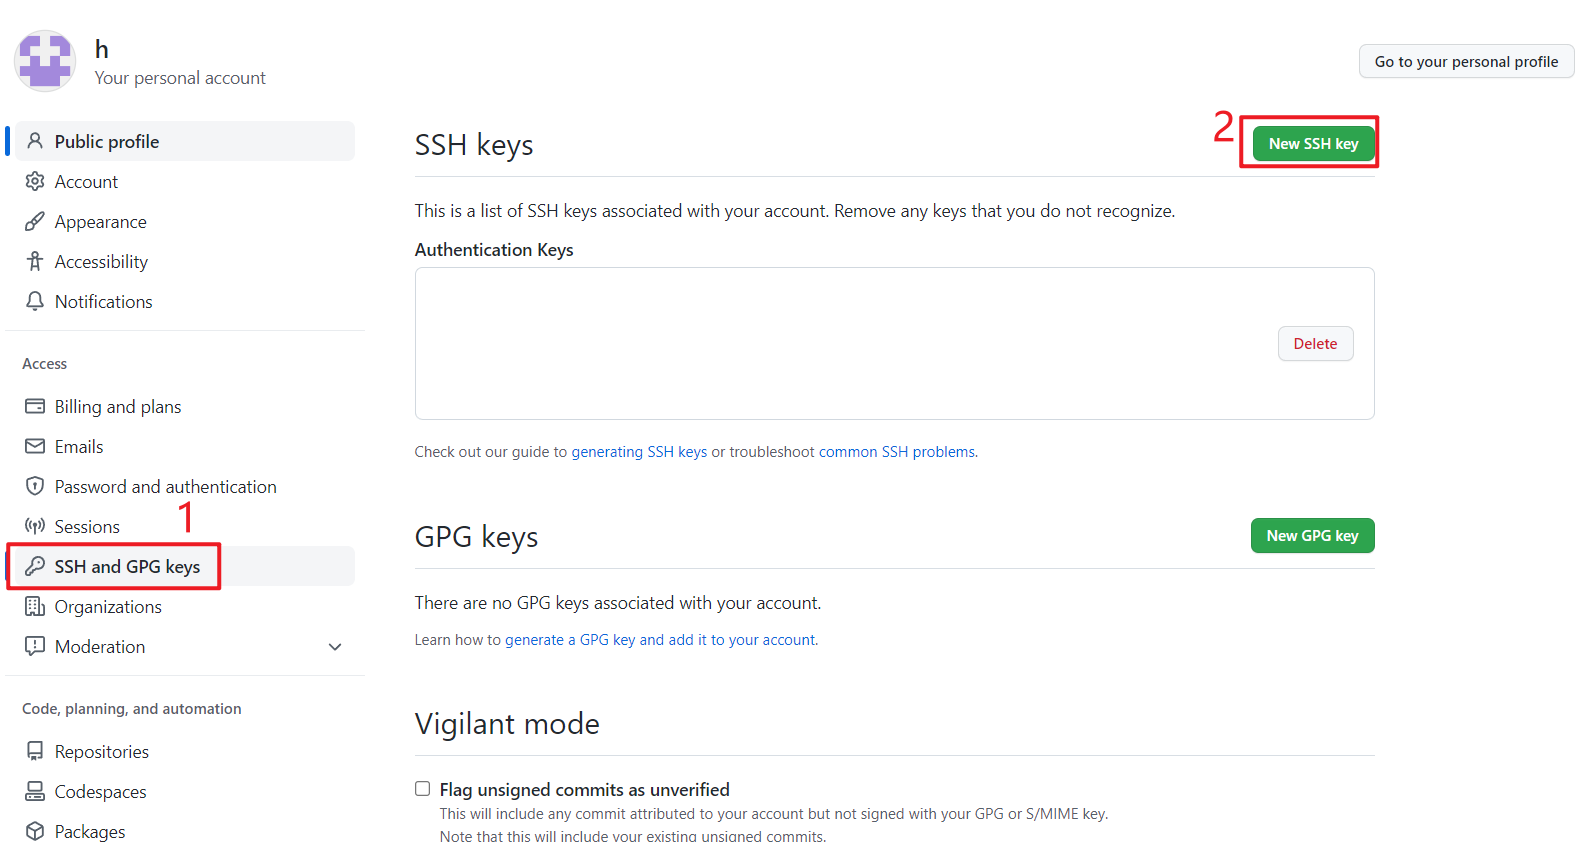 h
Your personal account
Go to your personal profile
Public profile
Account
Appearance
Accessibility
Notifications
Access
Billing and plans
Emails
Password and authentication
Sessions
1
SSH and GPG keys
Organizations
Moderation
Code, planning, and automation
Repositories
Codespaces
Packages
SSH keys
2
New SSH key
This is a list of SSH keys associated with your account. Remove any keys that you do not recognize.
Authentication Keys
Delete
Check out our guide to generating SSH keys or troubleshoot common SSH problems.
GPG keys
New GPG key
There are no GPG keys associated with your account.
Learn how to generate a GPG key and add it to your account.
Vigilant mode
Flag unsigned commits as unverified
This will include any commit attributed to your account but not signed with your GPG or S/MIME key.
Note that this will include your existing unsigned commits.